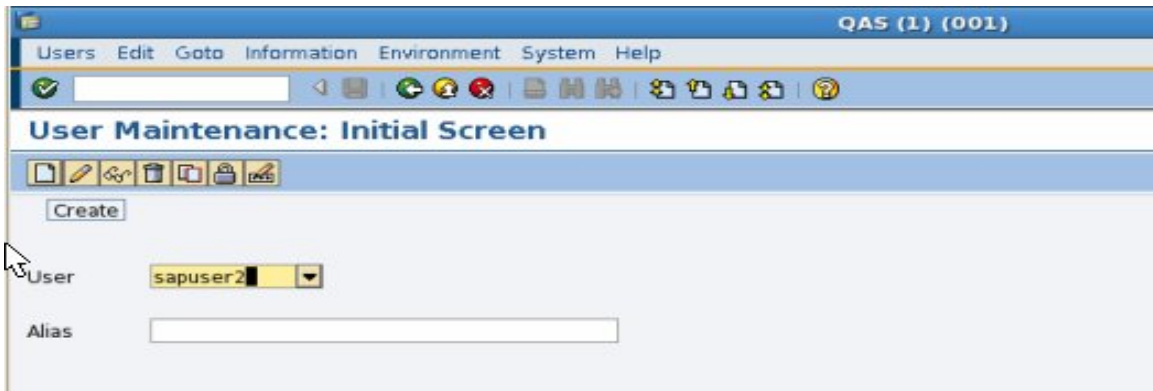 QAS (1) (001)
Users Edit Goto Information Environment System Help
User Maintenance: Initial Screen
Create
User sapuser2
Alias